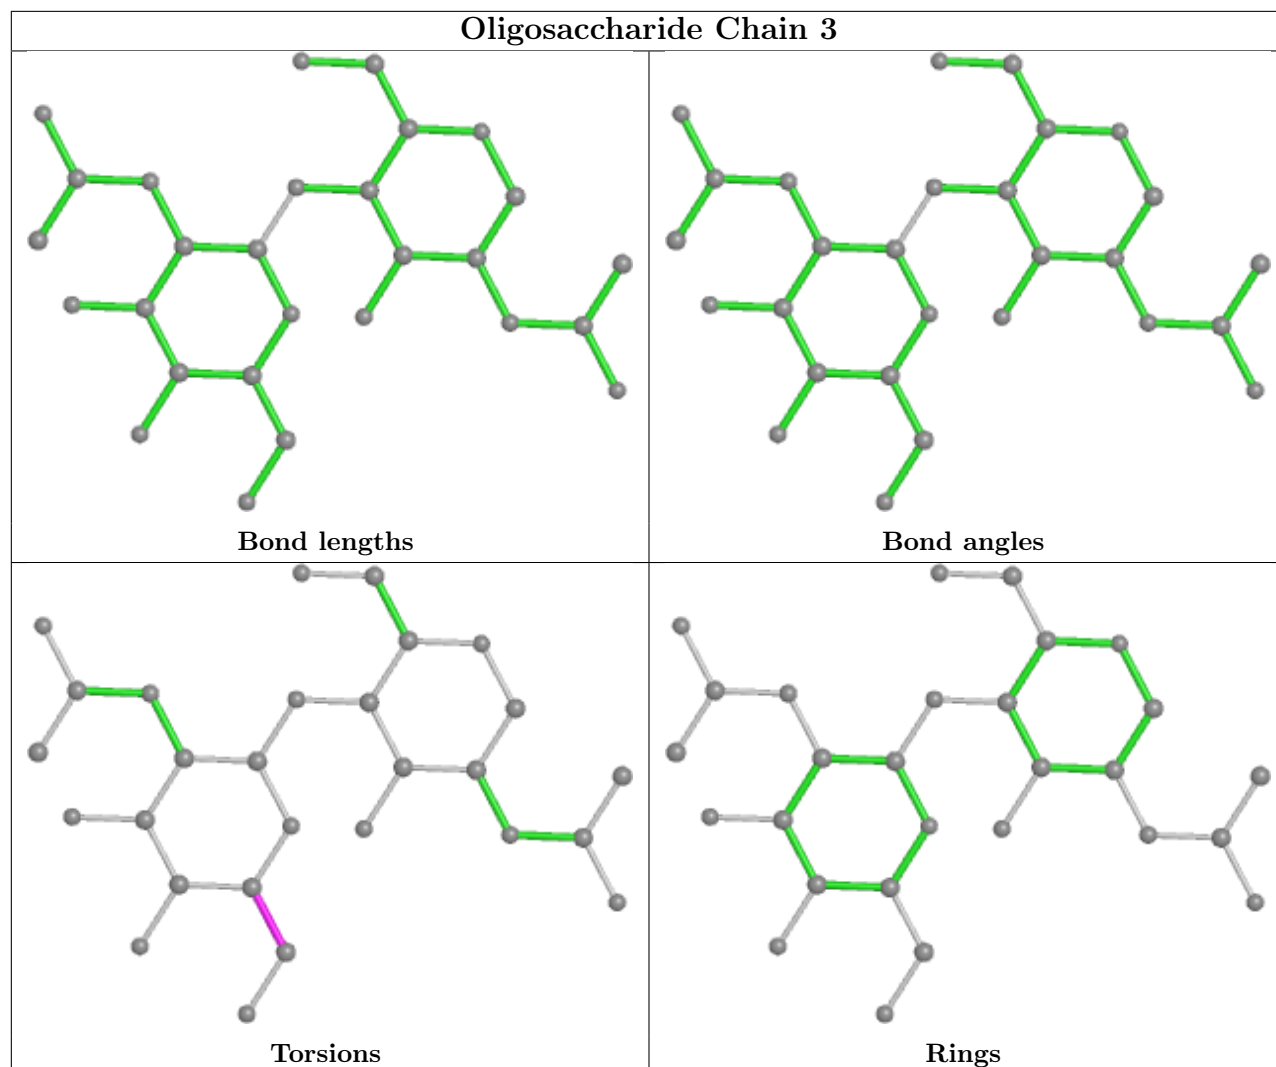 Oligosaccharide Chain 3
Bond lengths
Bond angles
Torsions
Rings